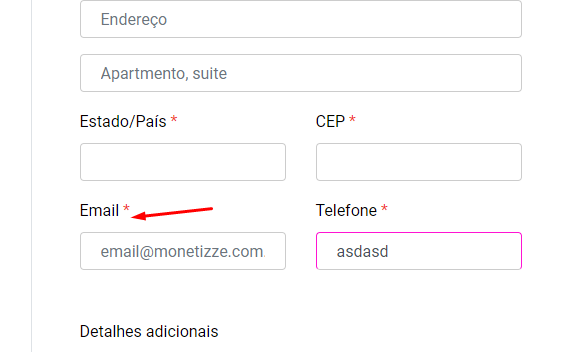 Endereço
Apartmento, suite
Estado/País *
CEP *
Email *
Telefone *
email@monetizze.com.
asdasd
Detalhes adicionais